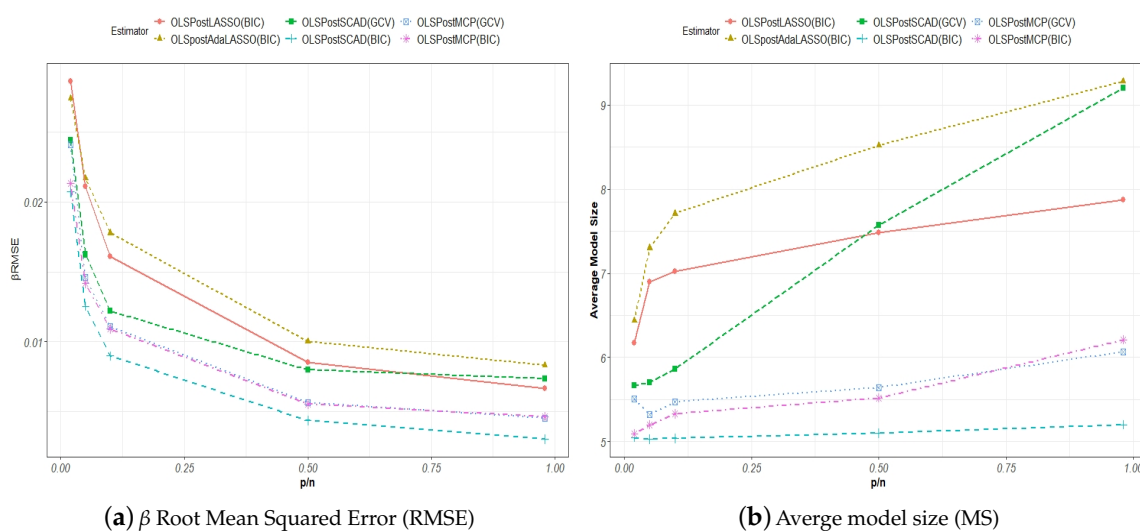 Estimator
OLSPostLASSO(BIC) OLSPostSCAD(GCV) OLSPostMCP(GCV)
OLSpostAdaLASSO(BIC) OLSPostSCAD(BIC) OLSPostMCP(BIC)
βRMSE
0.02
0.01
0.00 0.25 0.50 0.75 1.00
p/n
(a) β Root Mean Squared Error (RMSE)
Estimator
OLSPostLASSO(BIC) OLSPostSCAD(GCV) OLSPostMCP(GCV)
OLSpostAdaLASSO(BIC) OLSPostSCAD(BIC) OLSPostMCP(BIC)
Average Model Size
9
8
7
6
5
0.00 0.25 0.50 0.75 1.00
p/n
(b) Averge model size (MS)